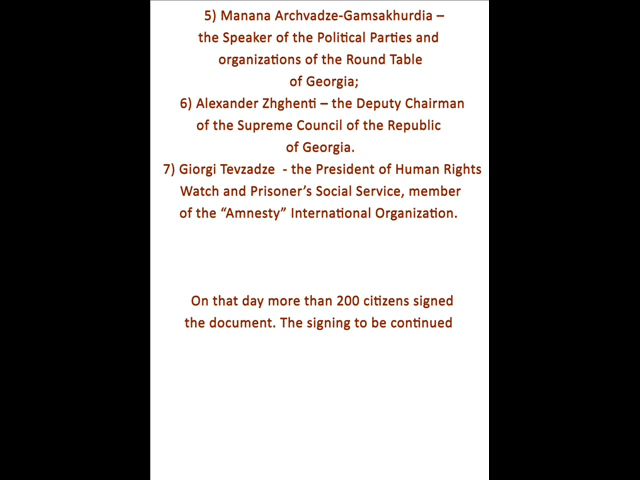 5) Manana Archvadze-Gamsakhurdia –
the Speaker of the Political Parties and
organizations of the Round Table
of Georgia;
6) Alexander Zhghenti – the Deputy Chairman
of the Supreme Council of the Republic
of Georgia.
7) Giorgi Tevzadze - the President of Human Rights
Watch and Prisoner’s Social Service, member
of the “Amnesty” International Organization.
On that day more than 200 citizens signed
the document. The signing to be continued